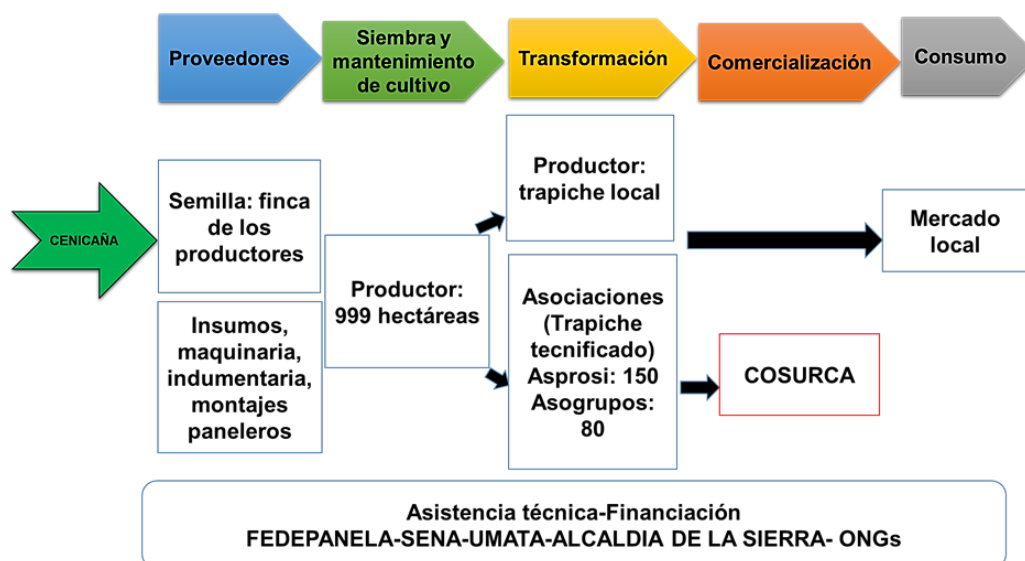 Proveedores
Siembra y
mantenimiento
de cultivo
Transformación
Comercialización
Consumo
CENICAÑA
Semilla: finca
de los
productores
Insumos,
maquinaria,
indumentaria,
montajes
paneleros
Productor:
999 hectáreas
Productor:
trapiche local
Asociaciones
(Trapiche
tecnificado)
Asprosi: 150
Asogrupos:
80
Mercado
local
COSURCA
Asistencia técnica-Financiación
FEDEPANELA-SENA-UMATA-ALCALDIA DE LA SIERRA- ONGs